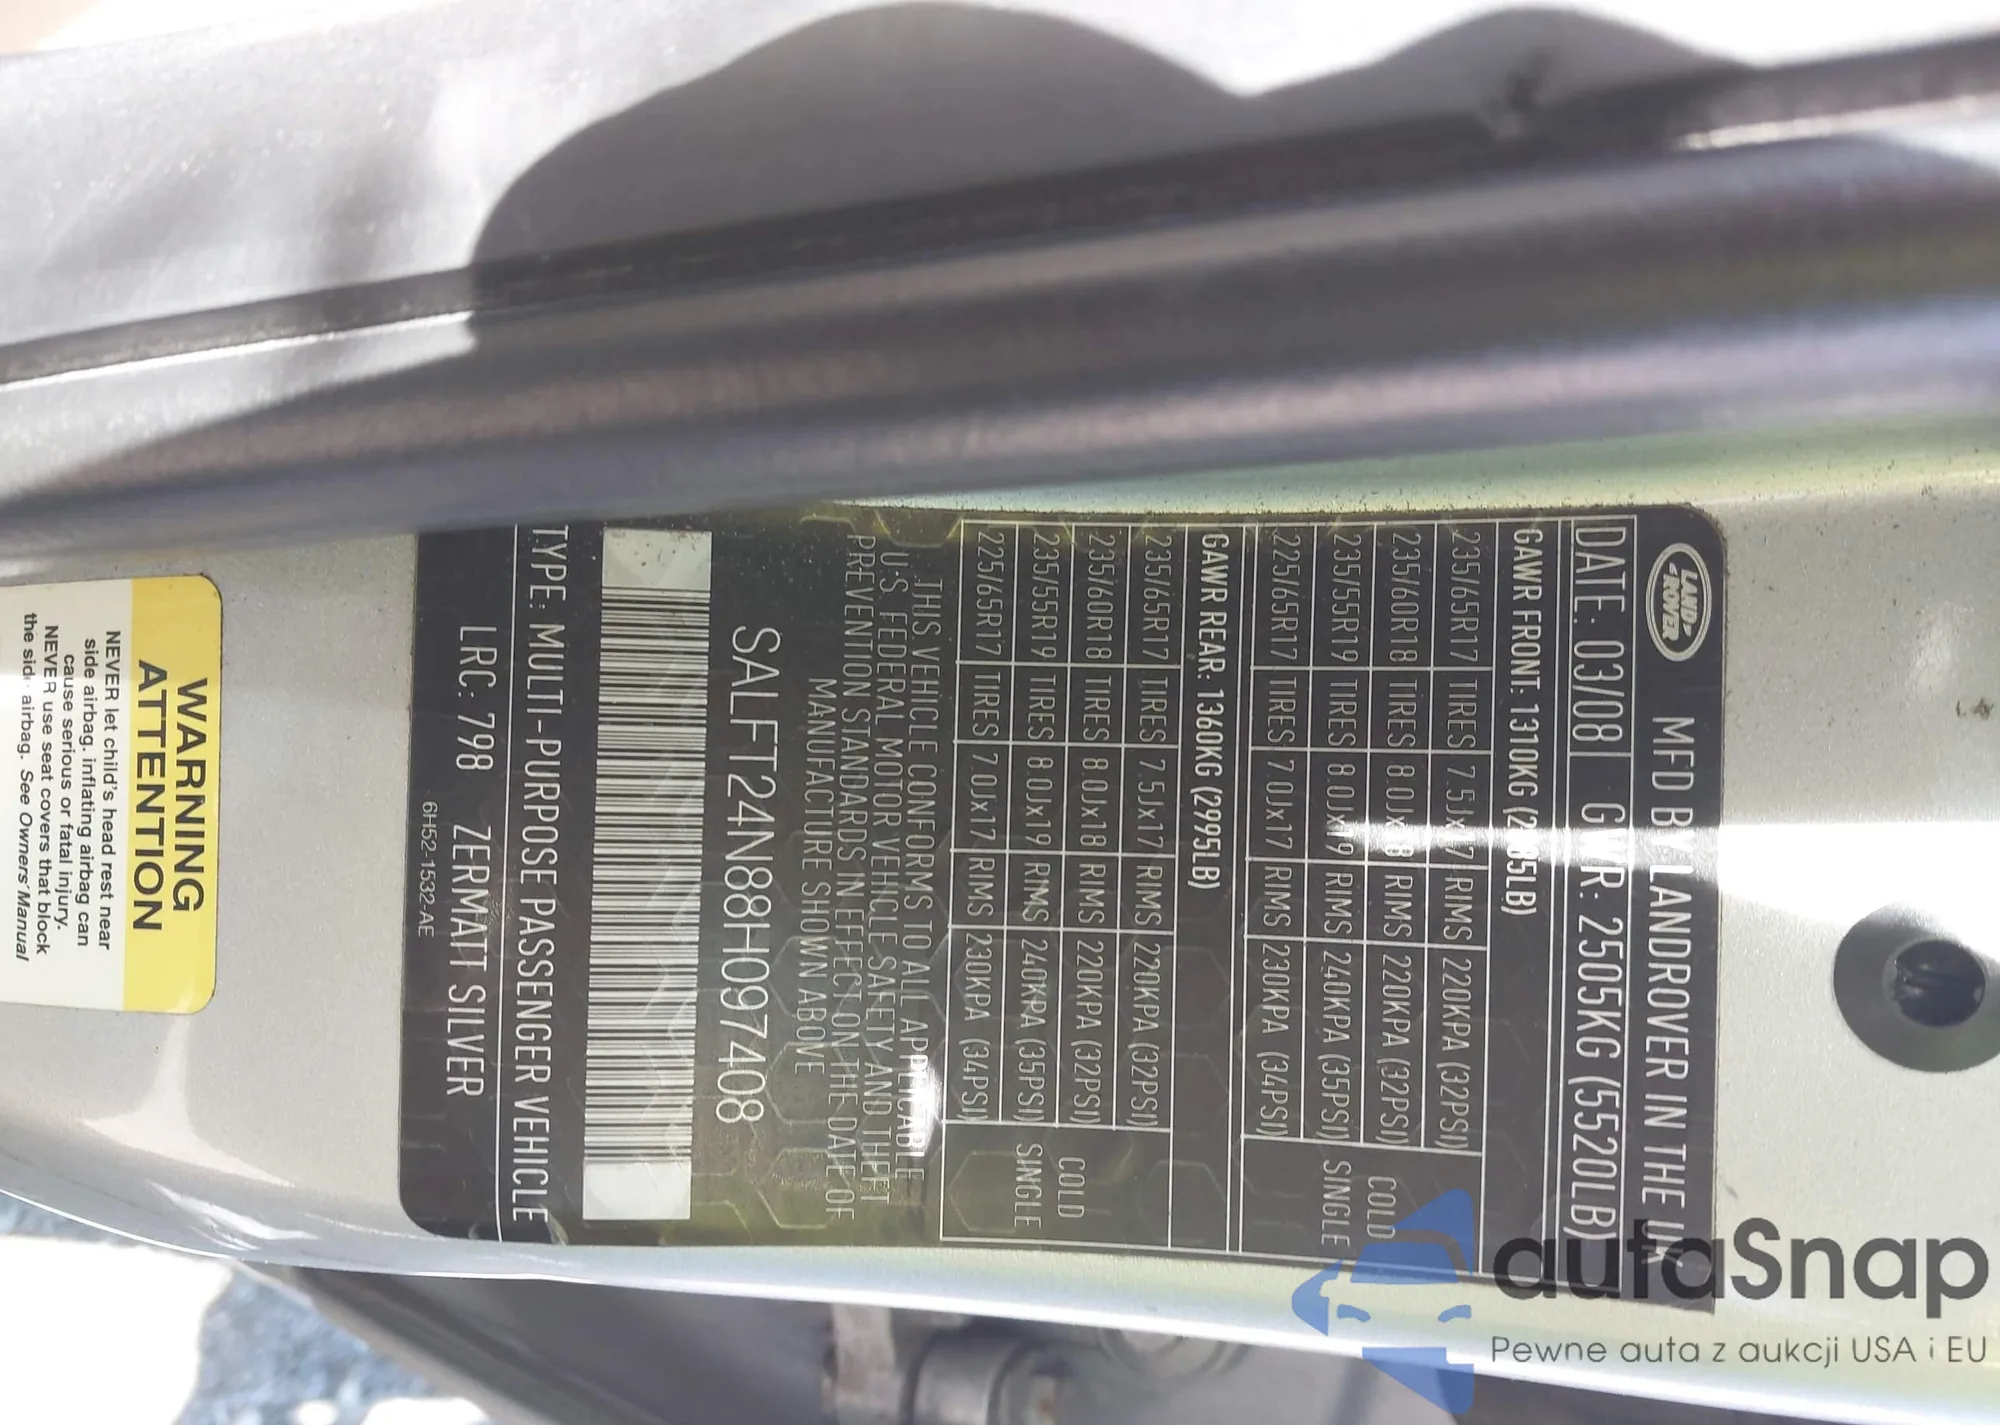 LAND-
-ROVER
MFD BY LANDROVER IN THE UK
DATE: 03/08 GVWR: 2505KG (5520LB)
GAWR FRONT: 1310KG (2885LB)
235/65R17 TIRES 7.5Jx17 RIMS 220KPA (32PSI)
235/60R18 TIRES 8.0Jx18 RIMS 220KPA (32PSI) COLD
235/55R19 TIRES 8.0Jx19 RIMS 240KPA (35PSI) SINGLE
225/65R17 TIRES 7.0Jx17 RIMS 230KPA (34PSI)
GAWR REAR: 1360KG (2995LB)
235/65R17 TIRES 7.5Jx17 RIMS 220KPA (32PSI)
235/60R18 TIRES 8.0Jx18 RIMS 220KPA (32PSI) COLD
235/55R19 TIRES 8.0Jx19 RIMS 240KPA (35PSI) SINGLE
225/65R17 TIRES 7.0Jx17 RIMS 230KPA (34PSI)
THIS VEHICLE CONFORMS TO ALL APPLICABLE
U·S· FEDERAL MOTOR VEHICLE SAFETY AND THEFT
PREVENTION STANDARDS IN EFFECT ON THE DATE OF
MANUFACTURE SHOWN ABOVE
SALFT24N88H097408
TYPE: MULTI-PURPOSE PASSENGER VEHICLE
LRC: 798 ZERMATT SILVER
6H52-1532-AE
WARNING
ATTENTION
NEVER let child's head rest near
side airbag. inflating airbag can
cause serious or fatal injury.
NEVER use seat covers that block
the side airbag. See Owners' Manual
autaSnap
Pewne auta z aukcji USA i EU